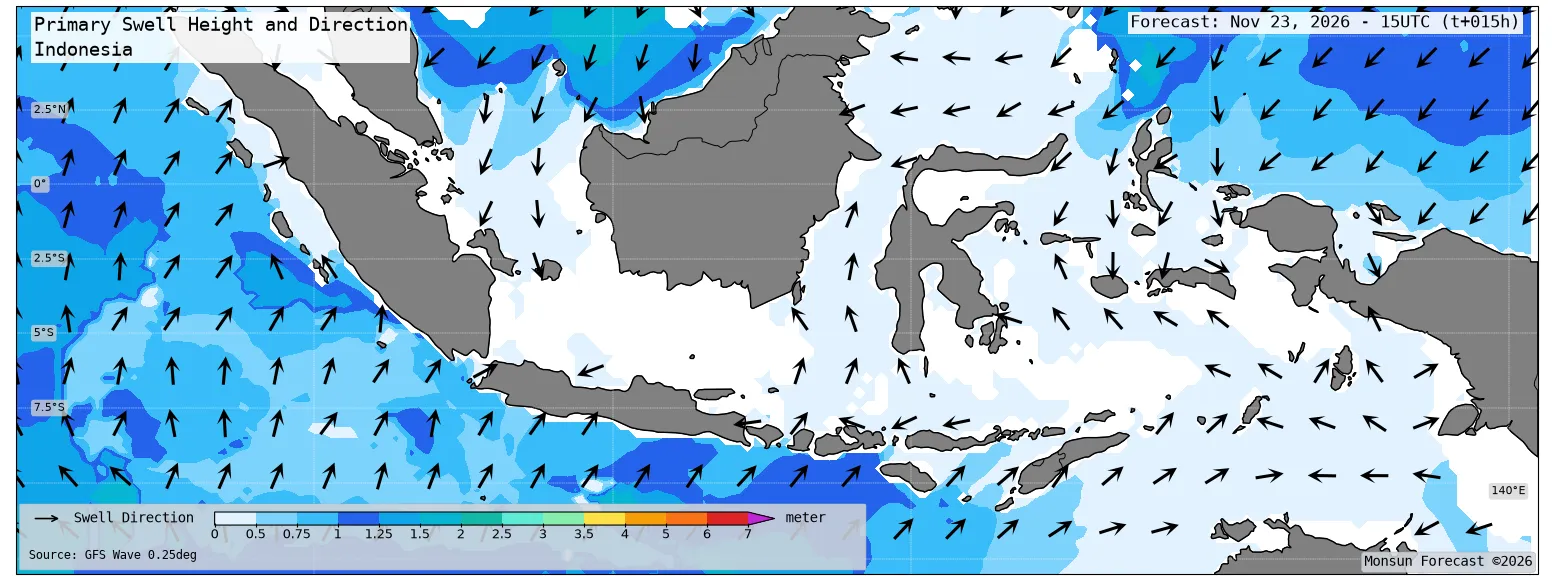 Primary Swell Height and Direction
Indonesia
Forecast: Nov 23, 2026 - 15UTC (t+015h)
2.5°N
0°
2.5°S
5°S
7.5°S
140°E
Swell Direction
0 0.5 0.75 1 1.25 1.5 2 2.5 3 3.5 4 5 6 7 meter
Source: GFS Wave 0.25deg
Monsun Forecast ©2026